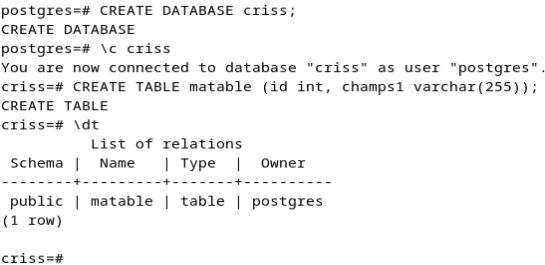 postgres=# CREATE DATABASE criss;
CREATE DATABASE
postgres=# \c criss
You are now connected to database "criss" as user "postgres".
criss=# CREATE TABLE matable (id int, champs1 varchar(255));
CREATE TABLE
criss=# \dt
          List of relations
 Schema |  Name   | Type  |  Owner
--------+---------+-------+----------
 public | matable | table | postgres
(1 row)

criss=#